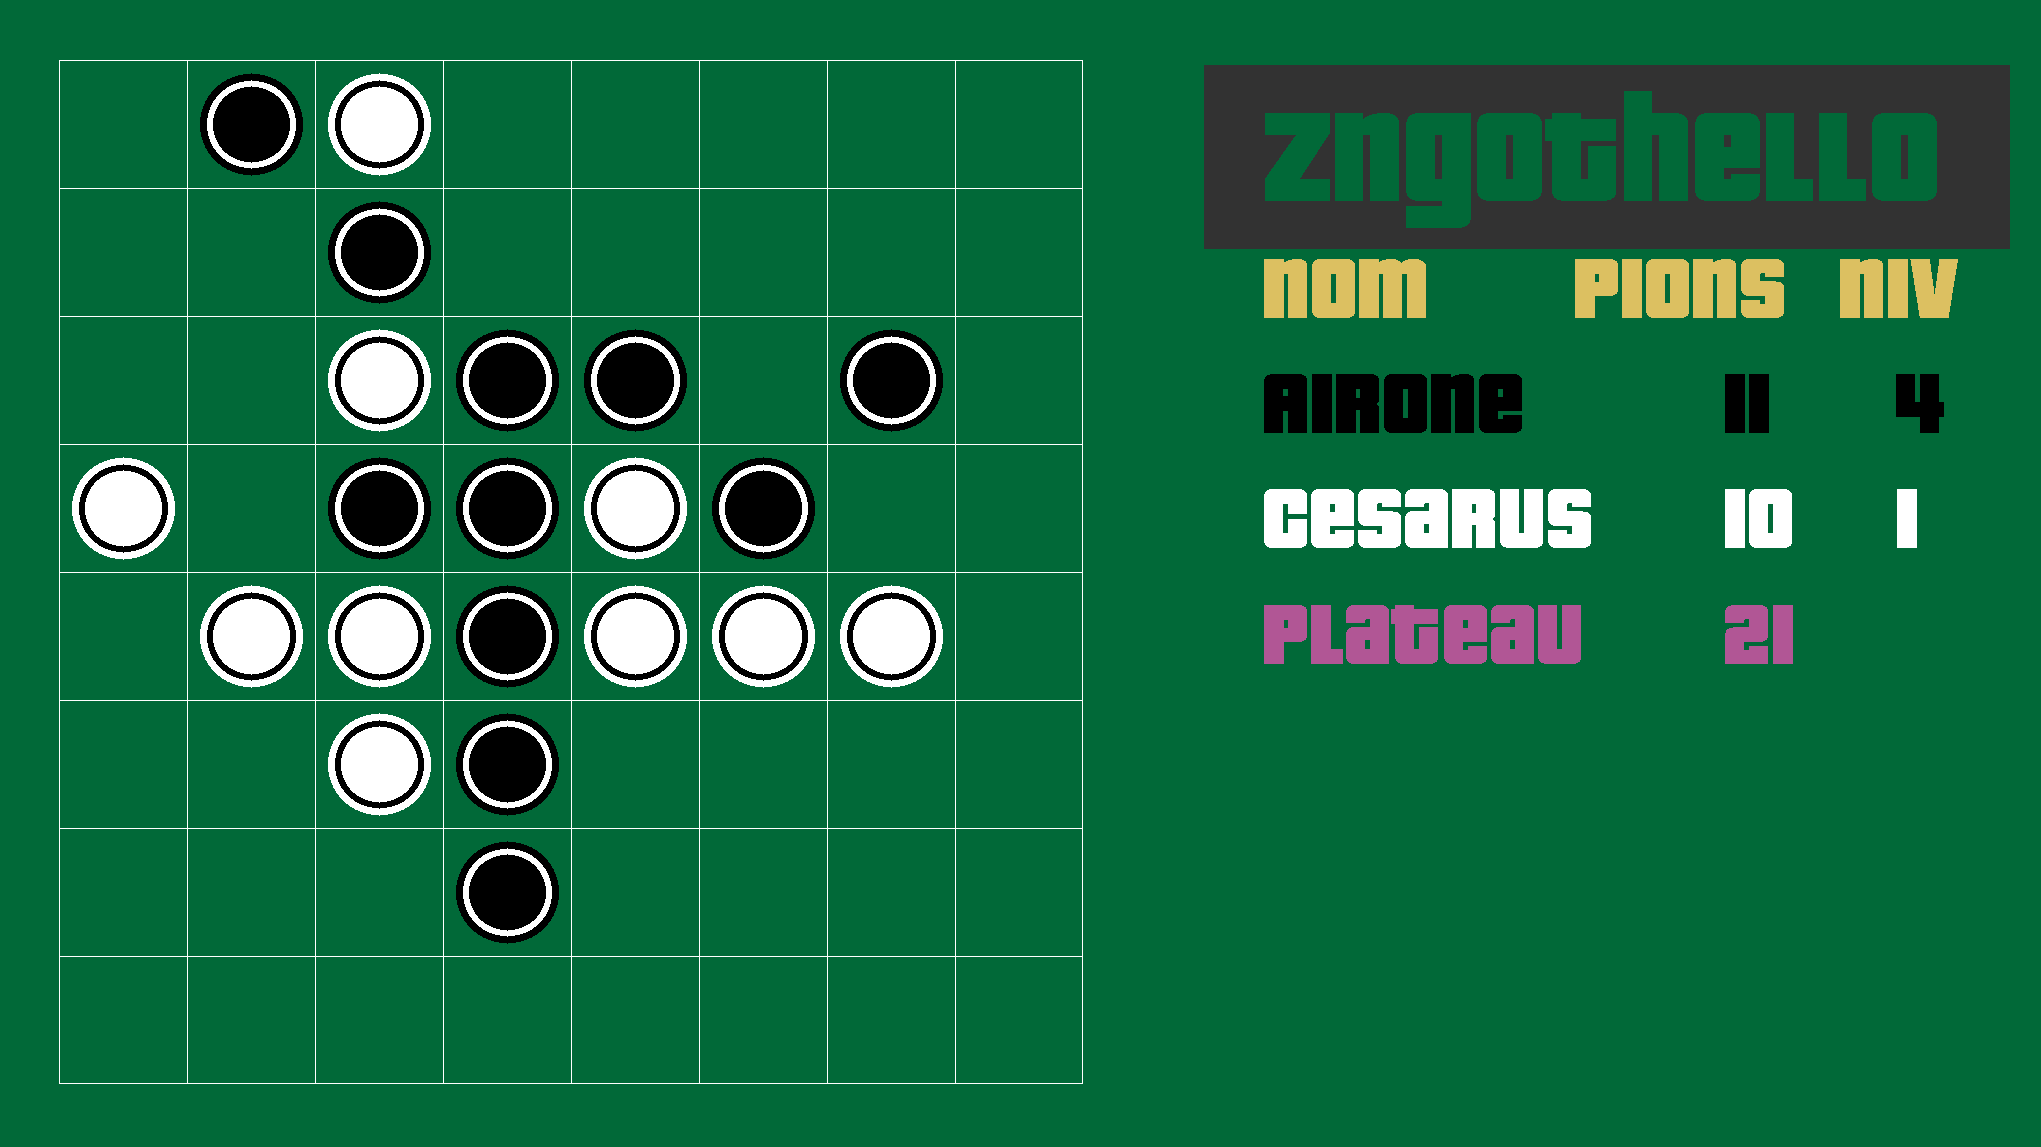 zngothello
nom pions niv
Airone 11 4
Cesarus 10 1
Plateau 21